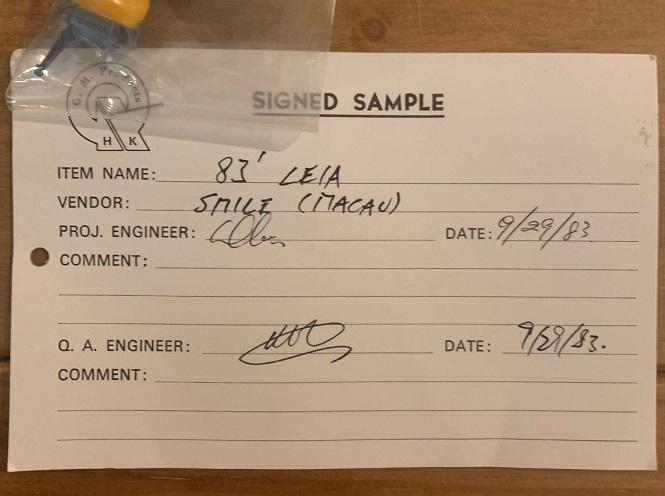 G. M. Products
H K
SIGNED SAMPLE
ITEM NAME: 83' LEIA
VENDOR: SMILE (MACAU)
PROJ. ENGINEER: DATE: 9/29/83
COMMENT:
Q. A. ENGINEER: DATE: 9/29/83.
COMMENT: